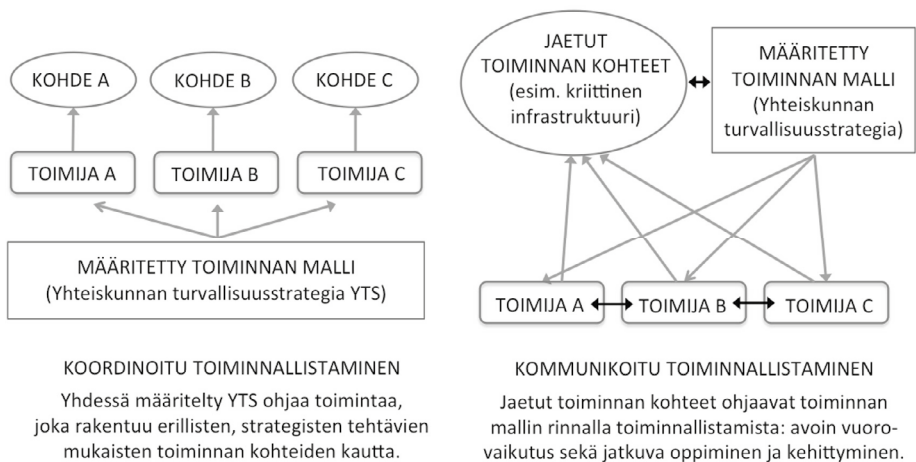 KOHDE A
KOHDE B
KOHDE C
TOIMIJA A
TOIMIJA B
TOIMIJA C
MÄÄRITETTY TOIMINNAN MALLI
(Yhteiskunnan turvallisuusstrategia YTS)
KOORDINOITU TOIMINNALLISTAMINEN
Yhdessä määritelty YTS ohjaa toimintaa,
joka rakentuu erillisten, strategisten tehtävien
mukaisten toiminnan kohteiden kautta.
JAETUT
TOIMINNAN KOHTEET
(esim. kriittinen
infrastruktuuri)
MÄÄRITETTY
TOIMINNAN MALLI
(Yhteiskunnan
turvallisuusstrategia)
TOIMIJA A
TOIMIJA B
TOIMIJA C
KOMMUNIKOITU TOIMINNALLISTAMINEN
Jaetut toiminnan kohteet ohjaavat toiminnan
mallin rinnalla toiminnallistamista: avoin vuoro-
vaikutus sekä jatkuva oppiminen ja kehittyminen.